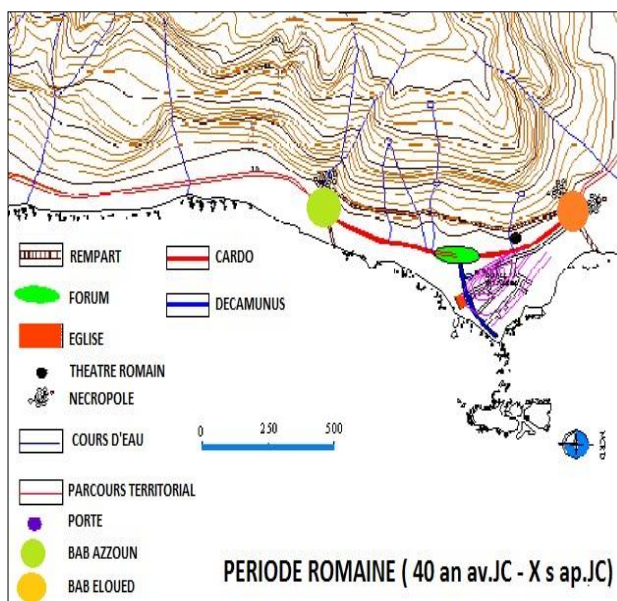 REMPART
CARDO
FORUM
DECAMUNUS
EGLISE
THEATRE ROMAIN
NECROPOLE
0 250 500
COURS D'EAU
NORD
PARCOURS TERRITORIAL
PORTE
BAB AZZOUN
BAB ELOUED
PERIODE ROMAINE ( 40 an av.JC - X s ap.JC)